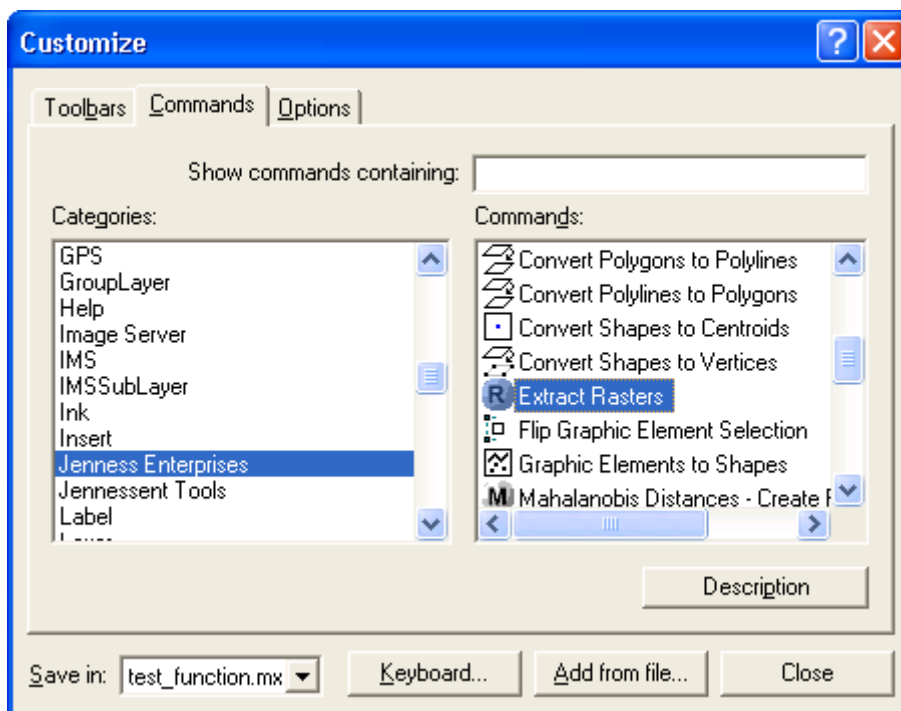 Customize
Toolbars
Commands
Options
Show commands containing:
Categories:
GPS
GroupLayer
Help
Image Server
IMS
IMSSubLayer
Ink
Insert
Jenness Enterprises
Jennessent Tools
Label
Commands:
Convert Polygons to Polylines
Convert Polylines to Polygons
Convert Shapes to Centroids
Convert Shapes to Vertices
R Extract Rasters
Flip Graphic Element Selection
Graphic Elements to Shapes
M Mahalanobis Distances - Create
Description
Save in:
test_function.mx
Keyboard...
Add from file...
Close